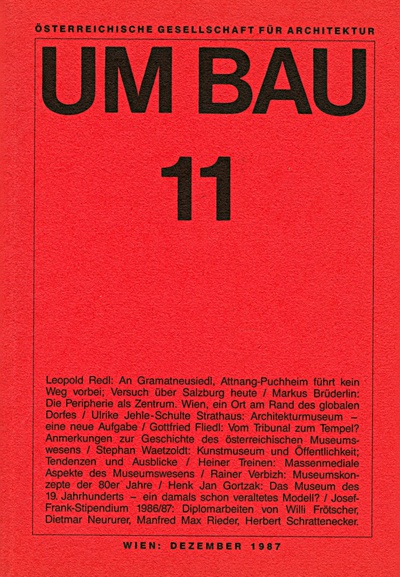 ÖSTERREICHISCHE GESELLSCHAFT FÜR ARCHITEKTUR
UM BAU
11
Leopold Redl: An Gramatneusiedl, Attnang-Puchheim führt kein
Weg vorbei; Versuch über Salzburg heute / Markus Brüderlin:
Die Peripherie als Zentrum. Wien, ein Ort am Rand des globalen
Dorfes / Ulrike Jehle-Schulte Strathaus: Architekturmuseum –
eine neue Aufgabe / Gottfried Fliedl: Vom Tribunal zum Tempel?
Anmerkungen zur Geschichte des österreichischen Museums-
wesens / Stephan Waetzoldt: Kunstmuseum und Öffentlichkeit;
Tendenzen und Ausblicke / Heiner Treinen: Massenmediale
Aspekte des Museumswesens / Rainer Verbizh: Museumskon-
zepte der 80er Jahre / Henk Jan Gortzak: Das Museum des
19. Jahrhunderts – ein damals schon veraltetes Modell? / Josef-
Frank-Stipendium 1986/87: Diplomarbeiten von Willi Frötscher,
Dietmar Neururer, Manfred Max Rieder, Herbert Schrattenecker.
WIEN: DEZEMBER 1987